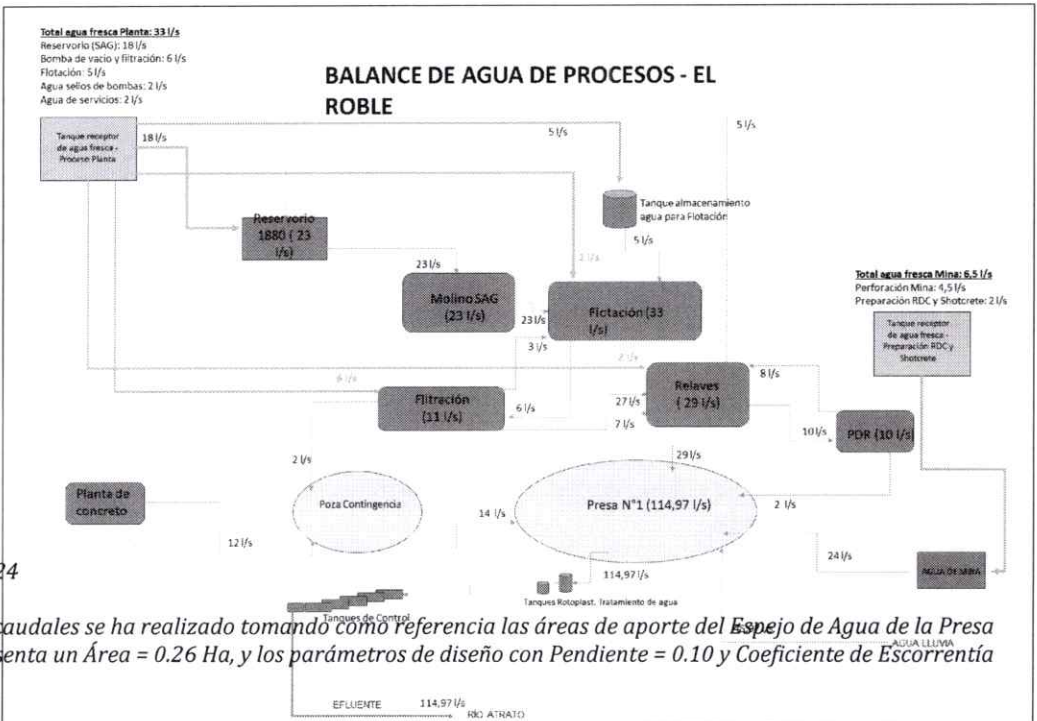 Total agua fresca Planta: 33 l/s
Reservorio (SAG): 18 l/s
Bomba de vacio y filtración: 6 l/s
Flotación: 5 l/s
Agua sellos de bombas: 2 l/s
Agua de servicios: 2 l/s
BALANCE DE AGUA DE PROCESOS - EL
ROBLE
Tanque receptor
de agua fresca -
Proceso Planta
18 l/s
5 l/s
5 l/s
Tanque almacenamiento
agua para Flotación
5 l/s
Reservorio
1880 ( 23
l/s)
23 l/s
2 l/s
Molino SAG
(23 l/s)
23 l/s
3 l/s
Flotación (33
l/s)
Total agua fresca Mina: 6,5 l/s
Perforación Mina: 4,5 l/s
Preparación RDC y Shotcrete: 2 l/s
Tanque receptor
de agua fresca -
Preparación RDC y
Shotcrete
2 l/s
6 l/s
Filtración
(11 l/s)
6 l/s
27 l/s
7 l/s
Relaves
( 29 l/s)
8 l/s
10 l/s
PDR (10 l/s)
29 l/s
2 l/s
Planta de
concreto
Poza Contingencia
14 l/s
Presa N°1 (114,97 l/s)
2 l/s
12 l/s
24 l/s
AGUA DE MINA
114,97 l/s
Tanques Rotoplast. Tratamiento de agua
Tanques de Control
24
caudales se ha realizado tomando como referencia las áreas de aporte del Espejo de Agua de la Presa
senta un Área = 0.26 Ha, y los parámetros de diseño con Pendiente = 0.10 y Coeficiente de Escorrentía
AGUA LLUVIA
EFLUENTE
114,97 l/s
RÍO ATRATO